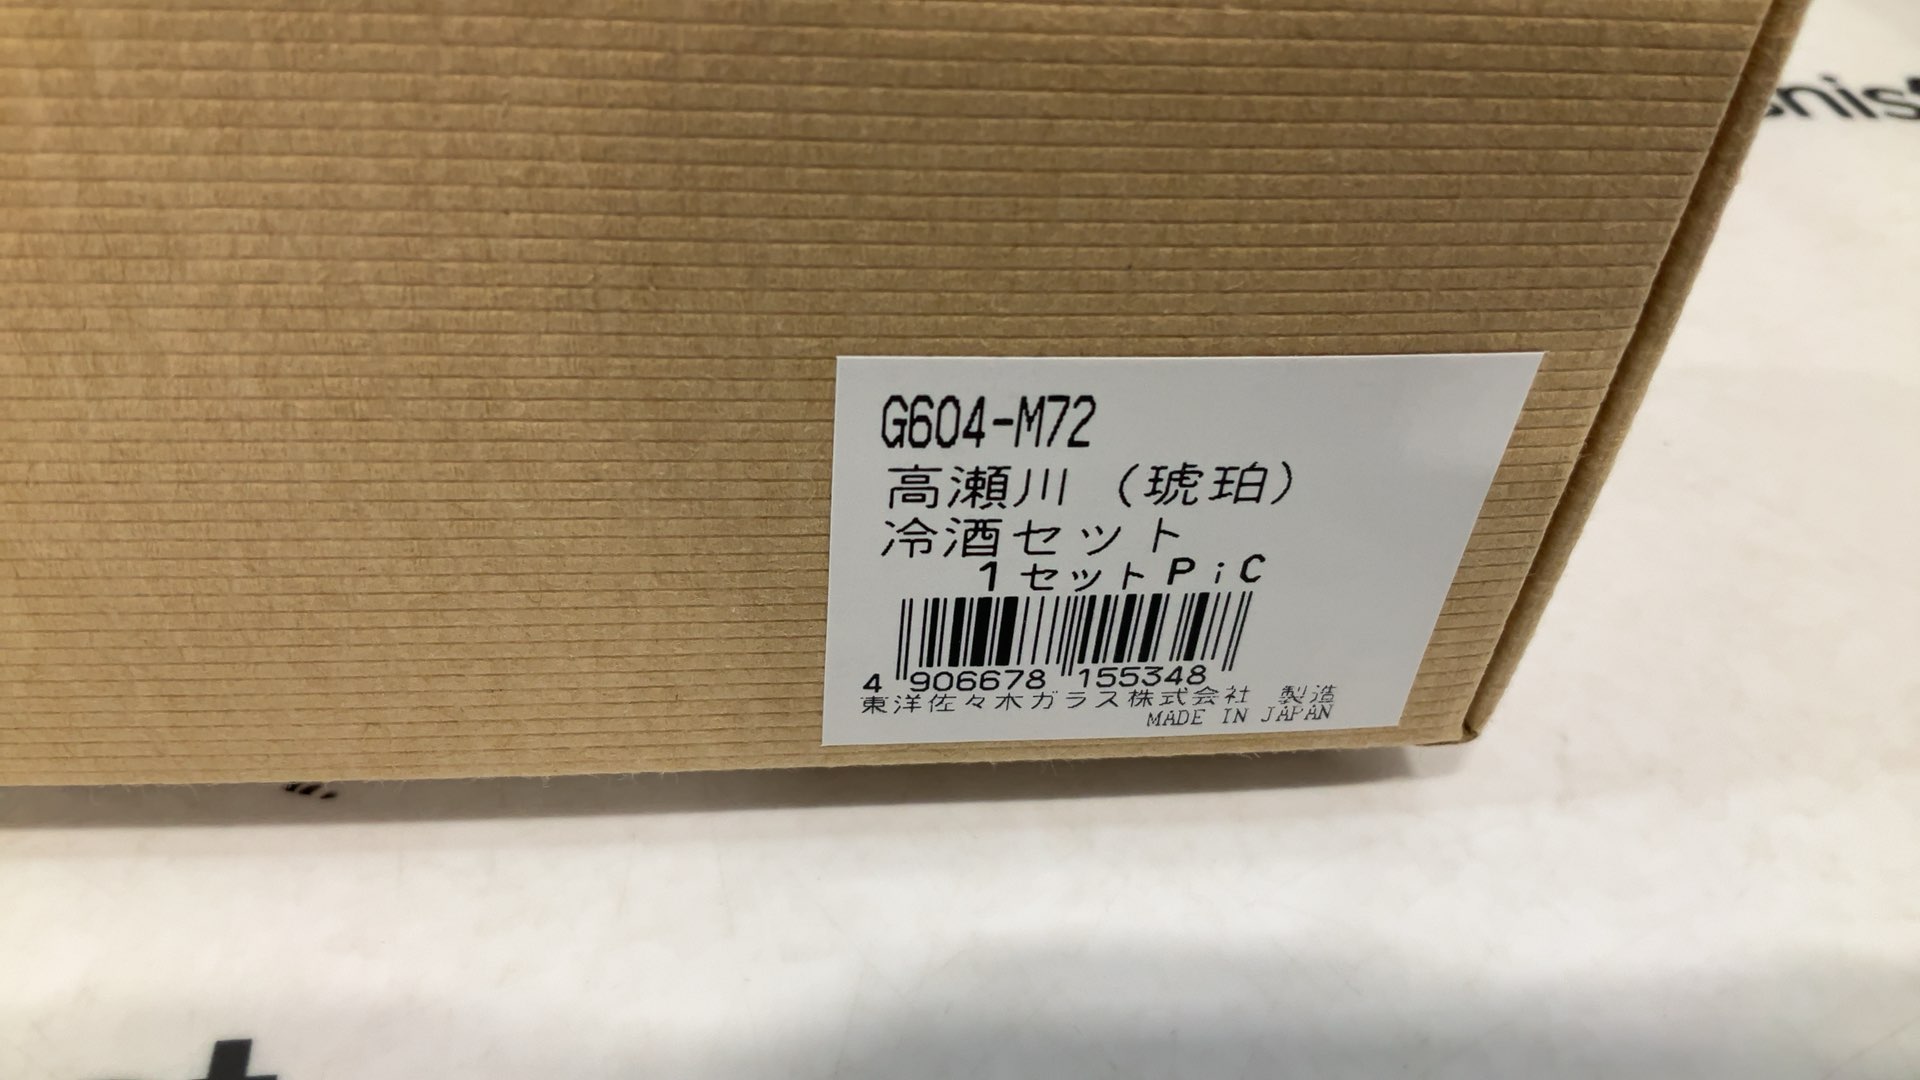 G604-M72
高瀬川（琥珀）
冷酒セット
1セットPiC
4 906678 155348
東洋佐々木ガラス株式会社 製造
MADE IN JAPAN